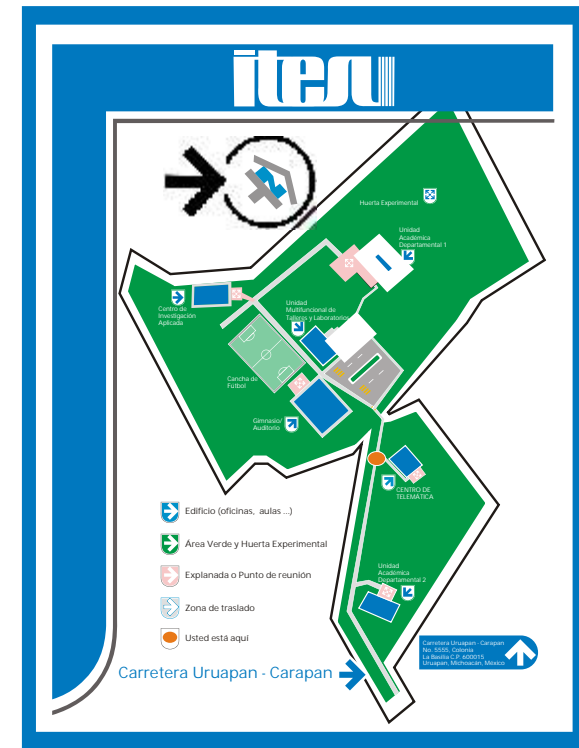 itesu
Huerta Experimental
Unidad
Académica
Departamental 1
Centro de
Investigación
Aplicada
Unidad
Multifuncional de
Talleres y Laboratorios
Cancha de
Fútbol
Gimnasio/
Auditorio
CENTRO DE
TELEMÁTICA
Edificio (oficinas, aulas ...)
Área Verde y Huerta Experimental
Explanada o Punto de reunión
Zona de traslado
Usted está aquí
Unidad
Académica
Departamental 2
Carretera Uruapan - Carapan
Carretera Uruapan - Carapan
No. 5555, Colonia
La Basilia C.P. 600015
Uruapan, Michoacán, México